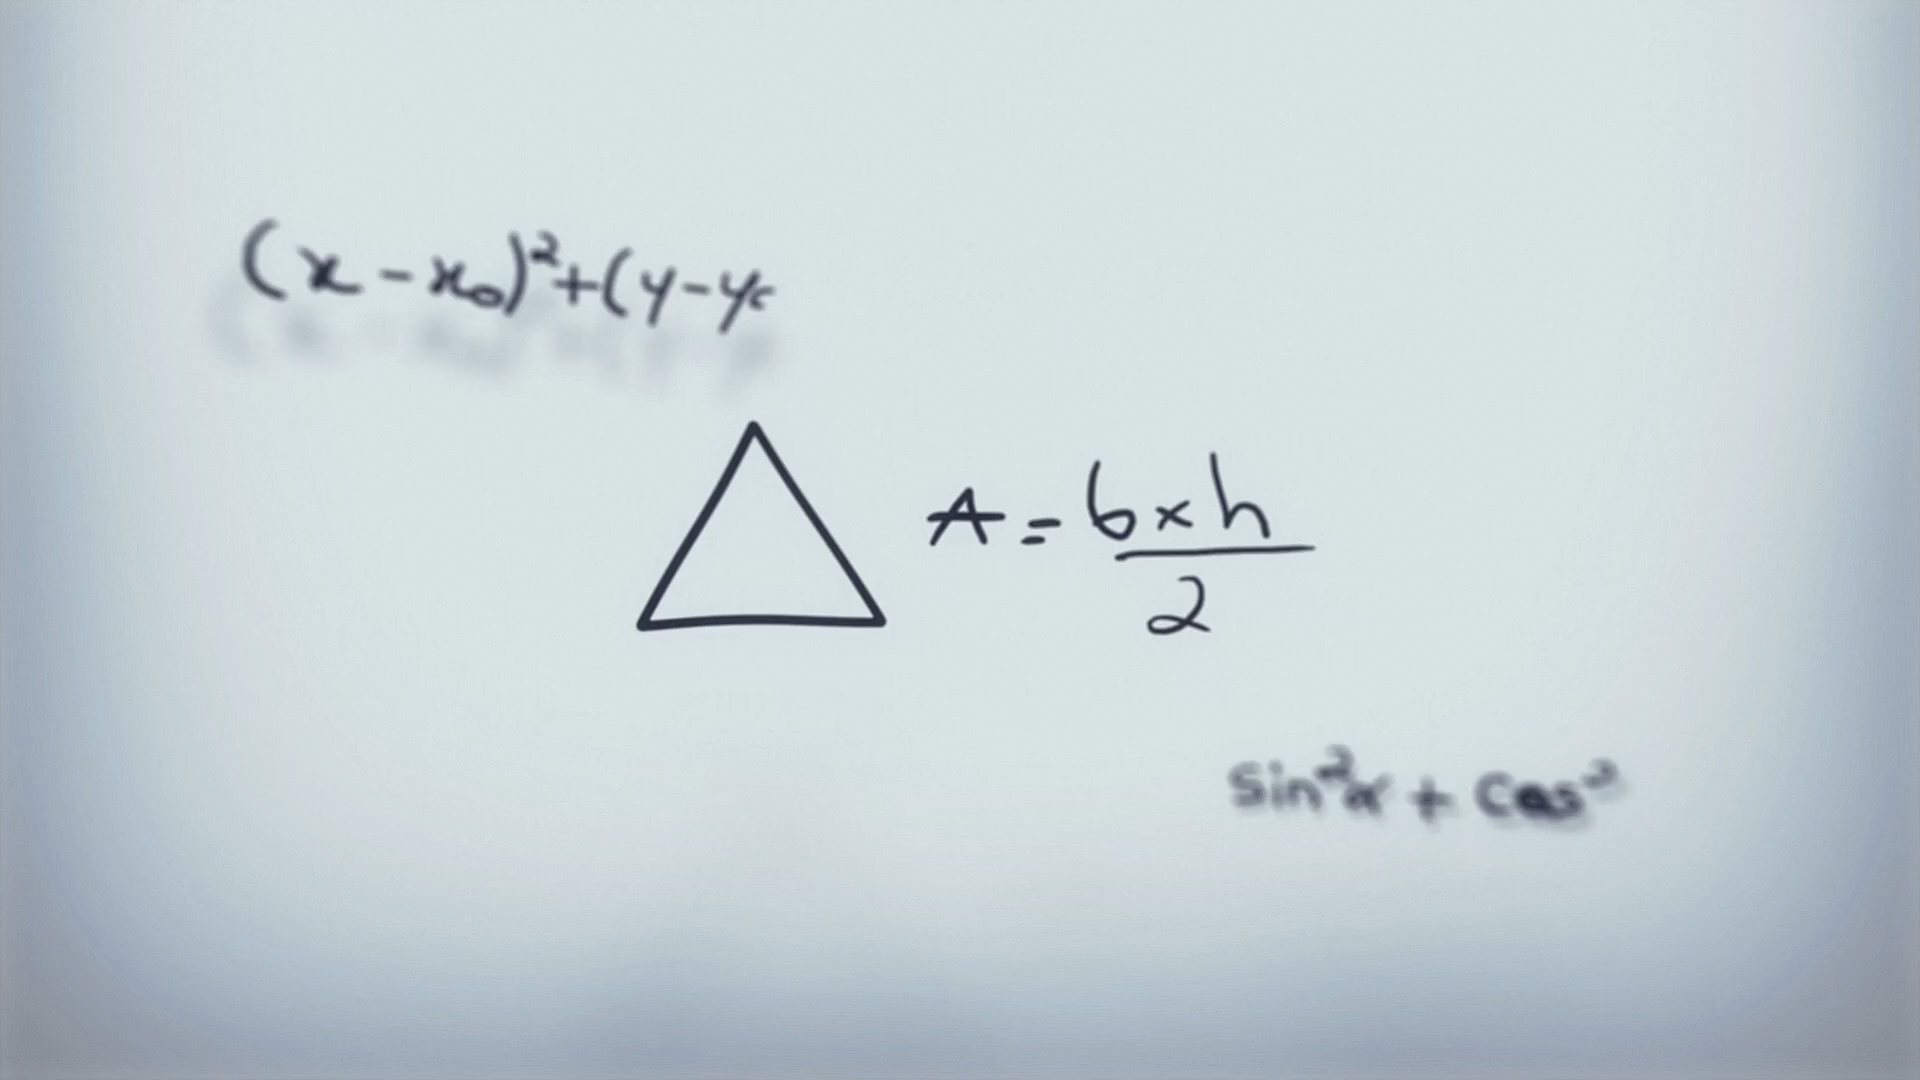 (x - x₀)² + (y - y
A = b x h
2
sin²x + cos²